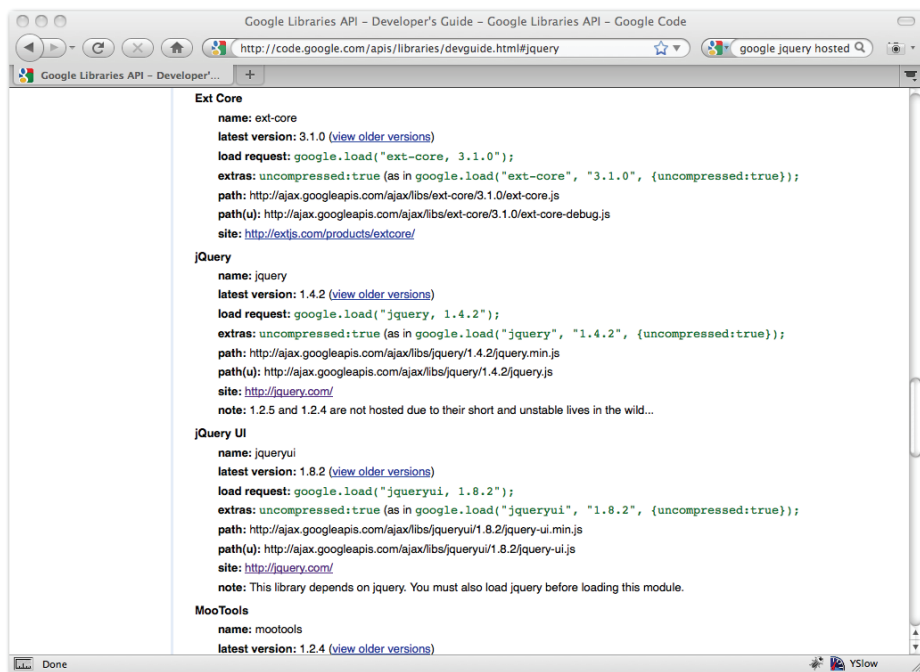 Google Libraries API – Developer's Guide – Google Libraries API – Google Code
http://code.google.com/apis/libraries/devguide.html#jquery
google jquery hosted
Google Libraries API – Developer'...
Ext Core
name: ext-core
latest version: 3.1.0 (view older versions)
load request: google.load("ext-core, 3.1.0");
extras: uncompressed:true (as in google.load("ext-core", "3.1.0", {uncompressed:true});
path: http://ajax.googleapis.com/ajax/libs/ext-core/3.1.0/ext-core.js
path(u): http://ajax.googleapis.com/ajax/libs/ext-core/3.1.0/ext-core-debug.js
site: http://extjs.com/products/extcore/
jQuery
name: jquery
latest version: 1.4.2 (view older versions)
load request: google.load("jquery, 1.4.2");
extras: uncompressed:true (as in google.load("jquery", "1.4.2", {uncompressed:true});
path: http://ajax.googleapis.com/ajax/libs/jquery/1.4.2/jquery.min.js
path(u): http://ajax.googleapis.com/ajax/libs/jquery/1.4.2/jquery.js
site: http://jquery.com/
note: 1.2.5 and 1.2.4 are not hosted due to their short and unstable lives in the wild...
jQuery UI
name: jqueryui
latest version: 1.8.2 (view older versions)
load request: google.load("jqueryui, 1.8.2");
extras: uncompressed:true (as in google.load("jqueryui", "1.8.2", {uncompressed:true});
path: http://ajax.googleapis.com/ajax/libs/jqueryui/1.8.2/jquery-ui.min.js
path(u): http://ajax.googleapis.com/ajax/libs/jqueryui/1.8.2/jquery-ui.js
site: http://jquery.com/
note: This library depends on jquery. You must also load jquery before loading this module.
MooTools
name: mootools
latest version: 1.2.4 (view older versions)
Done
YSlow